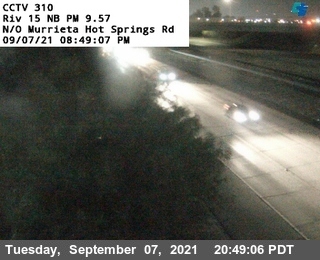 CCTV 310
Riv 15 NB PM 9.57
N/O Murrieta Hot Springs Rd
09/07/21 08:49:07 PM
Tuesday, September 07, 2021 20:49:06 PDT